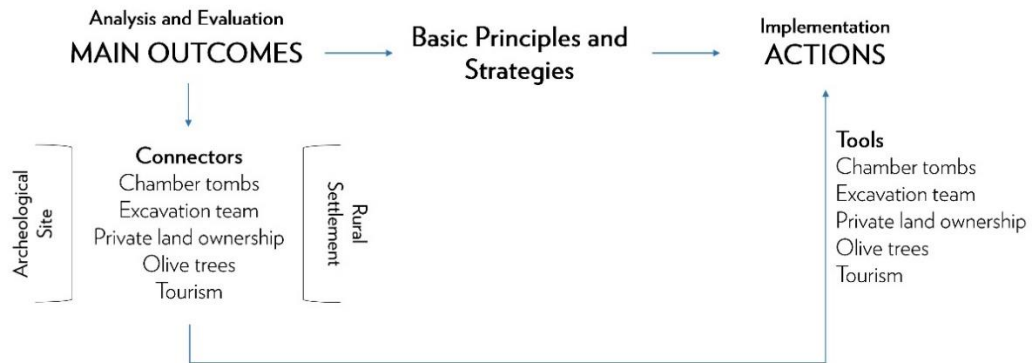 Analysis and Evaluation
MAIN OUTCOMES
Basic Principles and
Strategies
Implementation
ACTIONS
Archeological
Site
Connectors
Chamber tombs
Excavation team
Private land ownership
Olive trees
Tourism
Rural
Settlement
Tools
Chamber tombs
Excavation team
Private land ownership
Olive trees
Tourism